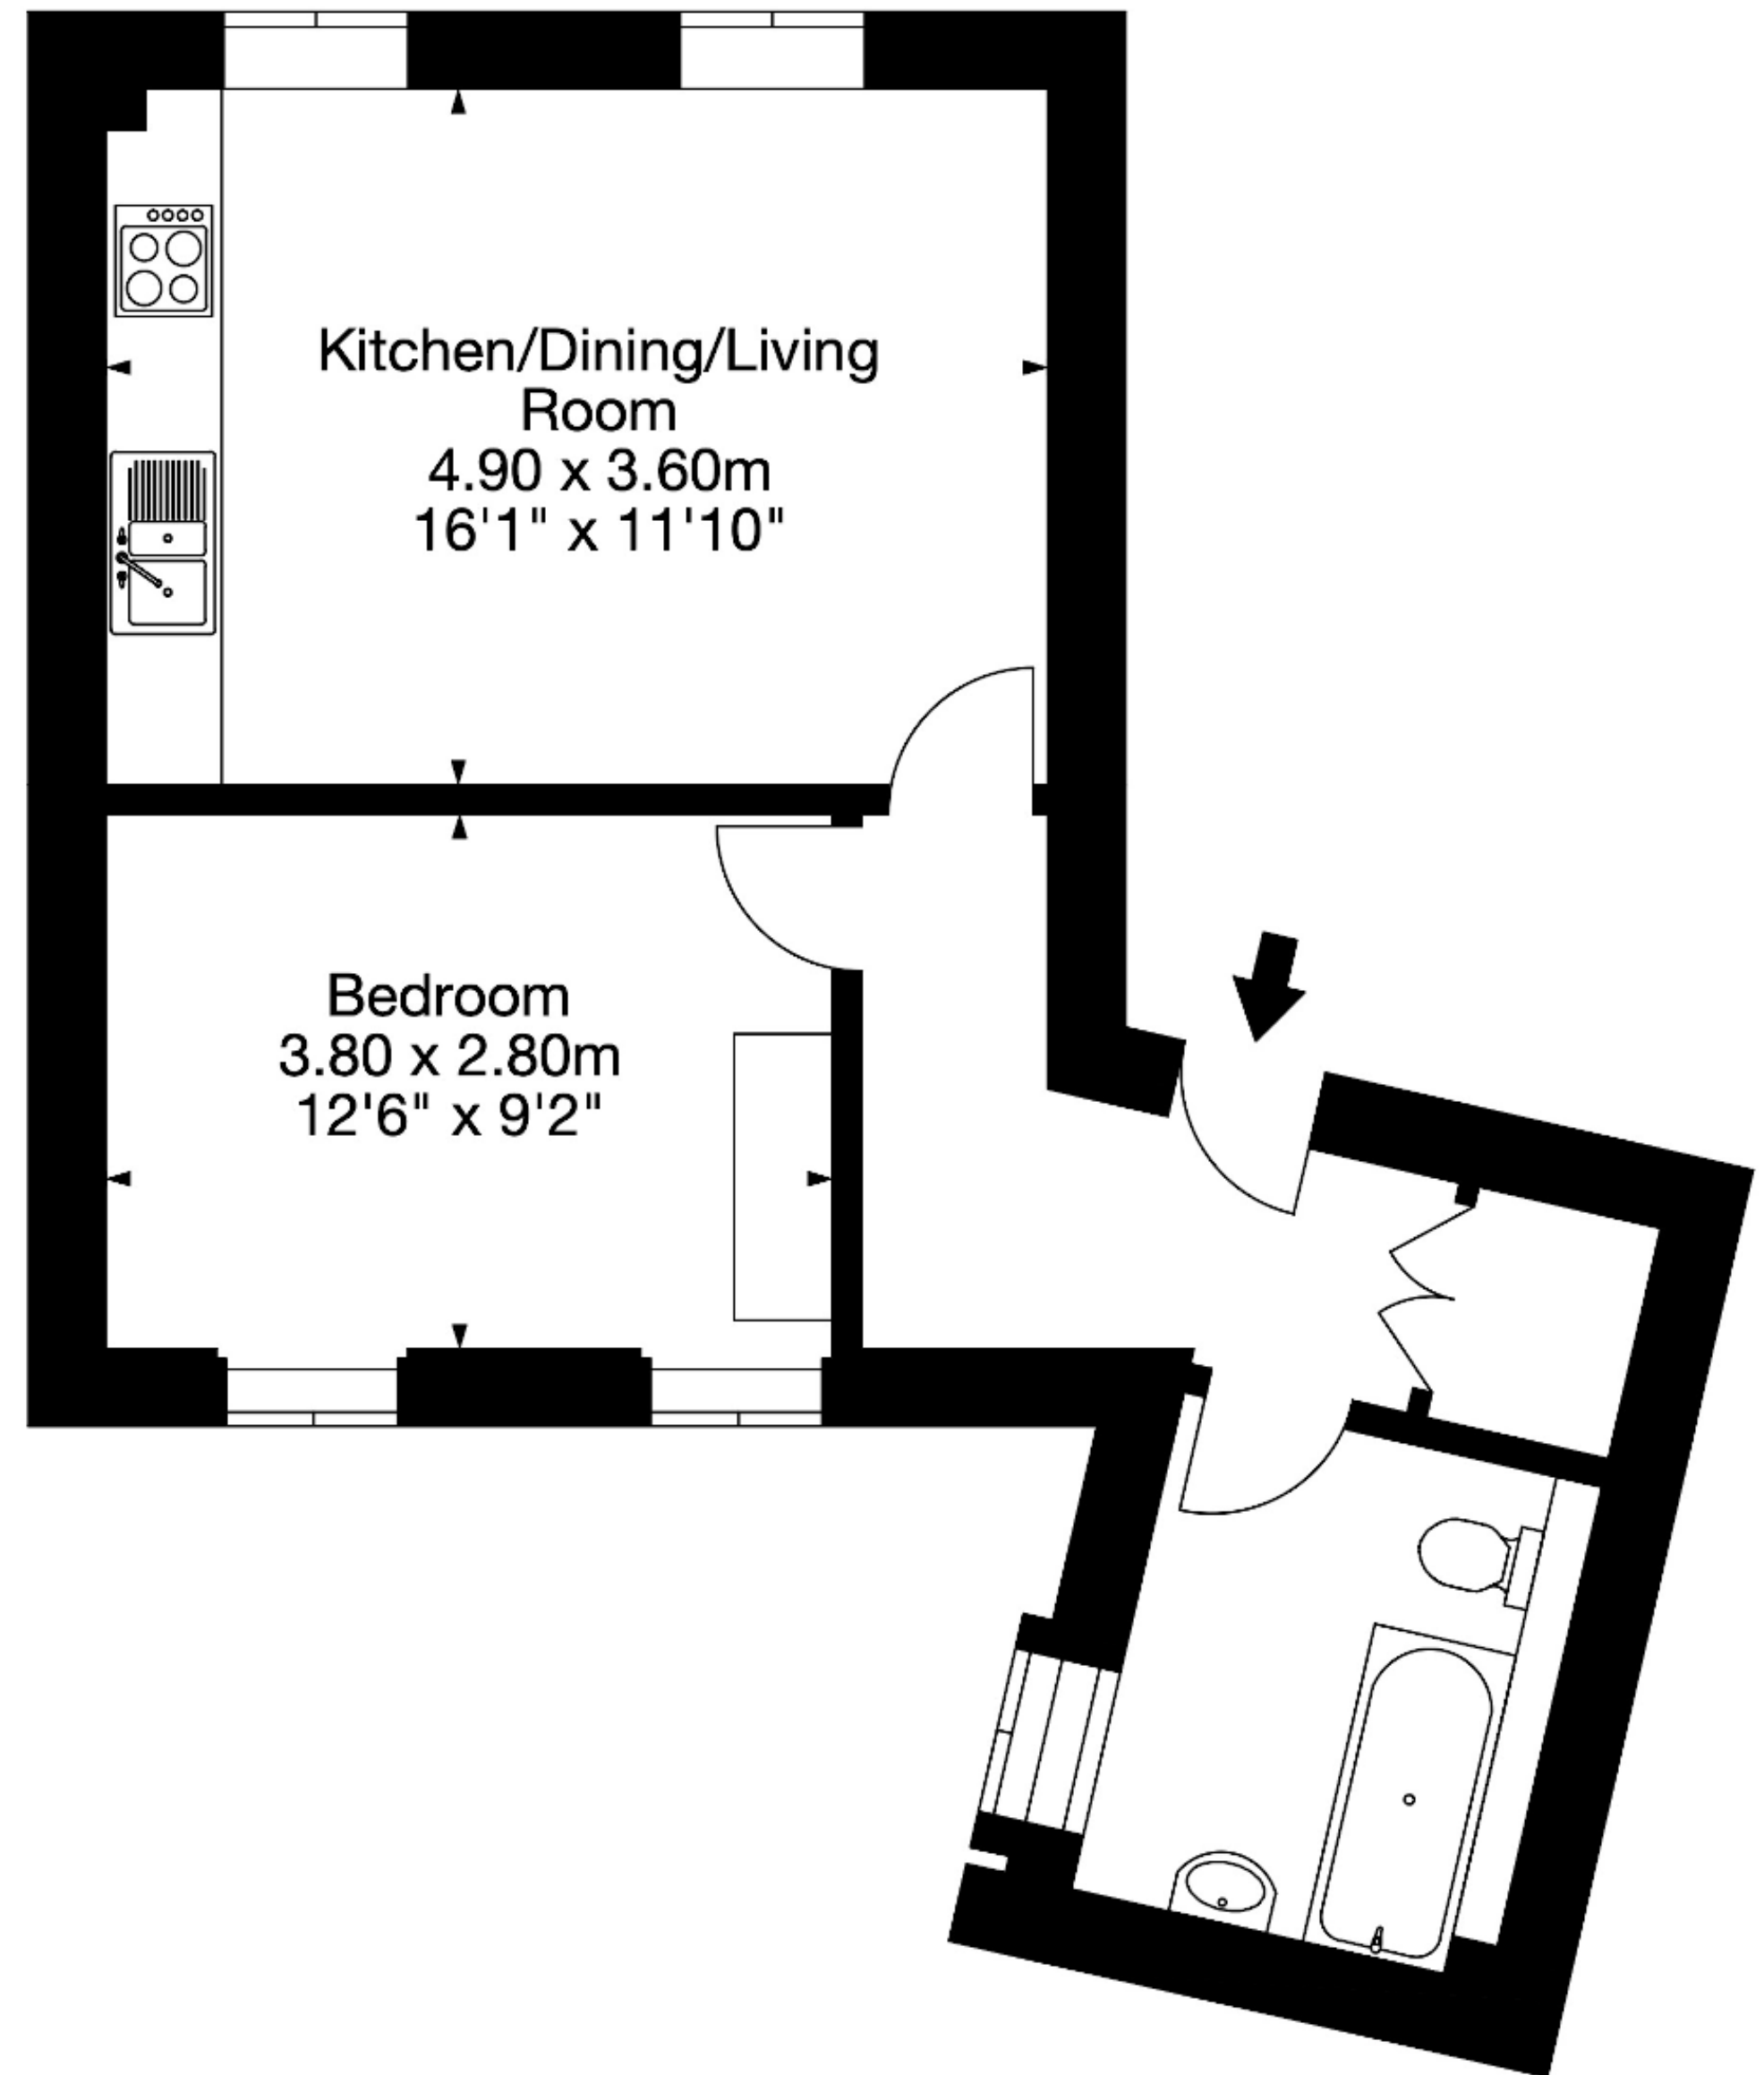 Kitchen/Dining/Living
Room
4.90 x 3.60m
16'1" x 11'10"
Bedroom
3.80 x 2.80m
12'6" x 9'2"